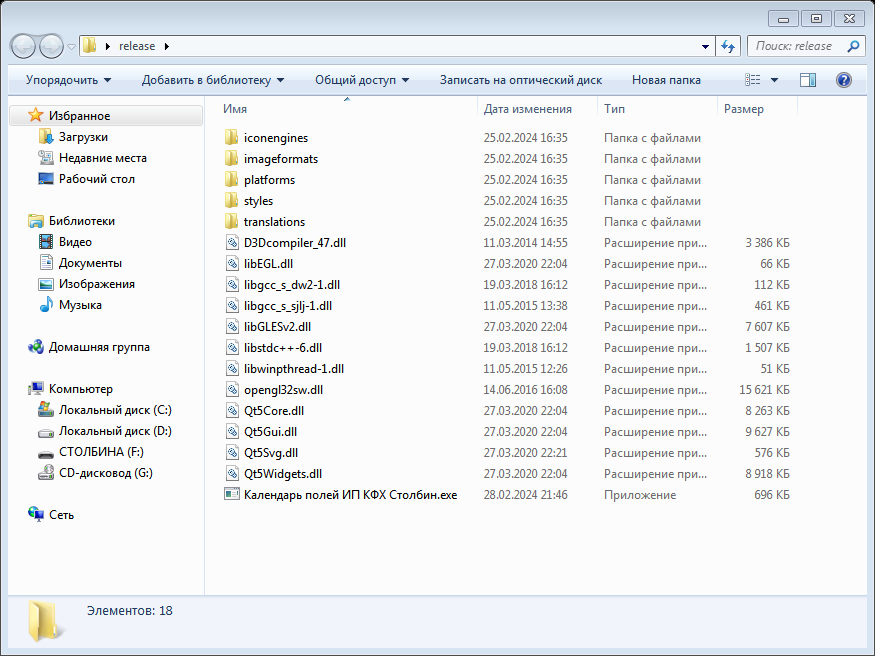 release
Поиск: release
Упорядочить Добавить в библиотеку Общий доступ Записать на оптический диск Новая папка
Избранное
Загрузки
Недавние места
Рабочий стол
Библиотеки
Видео
Документы
Изображения
Музыка
Домашняя группа
Компьютер
Локальный диск (C:)
Локальный диск (D:)
СТОЛБИНА (F:)
CD-дисковод (G:)
Сеть
Имя Дата изменения Тип Размер
iconengines 25.02.2024 16:35 Папка с файлами
imageformats 25.02.2024 16:35 Папка с файлами
platforms 25.02.2024 16:35 Папка с файлами
styles 25.02.2024 16:35 Папка с файлами
translations 25.02.2024 16:35 Папка с файлами
D3Dcompiler_47.dll 11.03.2014 14:55 Расширение при... 3 386 КБ
libEGL.dll 27.03.2020 22:04 Расширение при... 66 КБ
libgcc_s_dw2-1.dll 19.03.2018 16:12 Расширение при... 112 КБ
libgcc_s_sjlj-1.dll 11.05.2015 13:38 Расширение при... 461 КБ
libGLESv2.dll 27.03.2020 22:04 Расширение при... 7 607 КБ
libstdc++-6.dll 19.03.2018 16:12 Расширение при... 1 507 КБ
libwinpthread-1.dll 11.05.2015 12:26 Расширение при... 51 КБ
opengl32sw.dll 14.06.2016 16:08 Расширение при... 15 621 КБ
Qt5Core.dll 27.03.2020 22:04 Расширение при... 8 263 КБ
Qt5Gui.dll 27.03.2020 22:04 Расширение при... 9 627 КБ
Qt5Svg.dll 27.03.2020 22:21 Расширение при... 576 КБ
Qt5Widgets.dll 27.03.2020 22:04 Расширение при... 8 918 КБ
Календарь полей ИП КФХ Столбин.exe 28.02.2024 21:46 Приложение 696 КБ
Элементов: 18